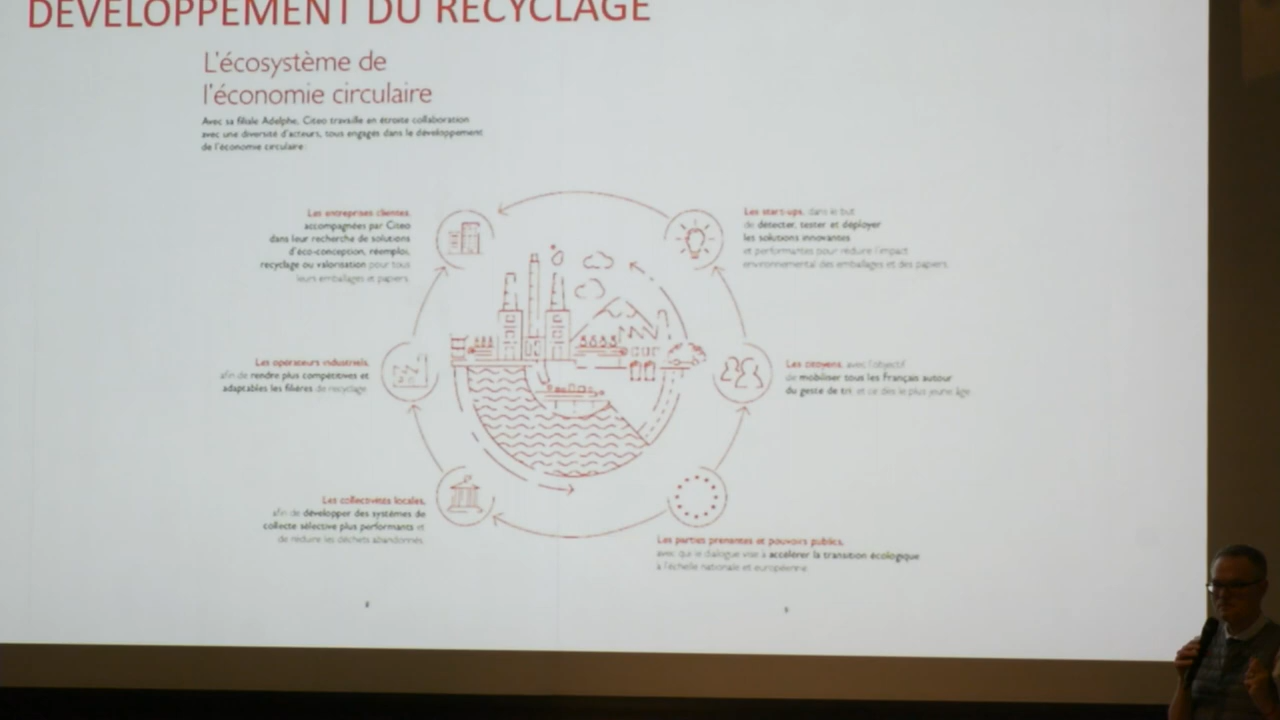 DÉVELOPPEMENT DU RECYCLAGE
L'écosystème de
l'économie circulaire
Avec sa filiale Adelphe, Citeo travaille en étroite collaboration
avec une diversité d'acteurs, tous engagés dans le développement
de l'économie circulaire.
Les entreprises clientes,
accompagnées par Citeo
dans leur recherche de solutions
d'éco-conception, réemploi,
recyclage ou valorisation pour tous
leurs emballages et papiers.
Les start-ups, dans le but
de détecter, tester et déployer
les solutions innovantes
et performantes pour réduire l'impact
environnemental des emballages et des papiers.
Les opérateurs industriels,
afin de rendre plus compétitives et
adaptables les filières de recyclage.
Les citoyens, avec l'objectif
de mobiliser tous les Français autour
du geste de tri, et ce dès le plus jeune âge.
Les collectivités locales,
afin de développer des systèmes de
collecte sélective plus performants et
de réduire les déchets abandonnés.
Les parties prenantes et pouvoirs publics,
avec qui le dialogue vise à accélérer la transition écologique
à l'échelle nationale et européenne.